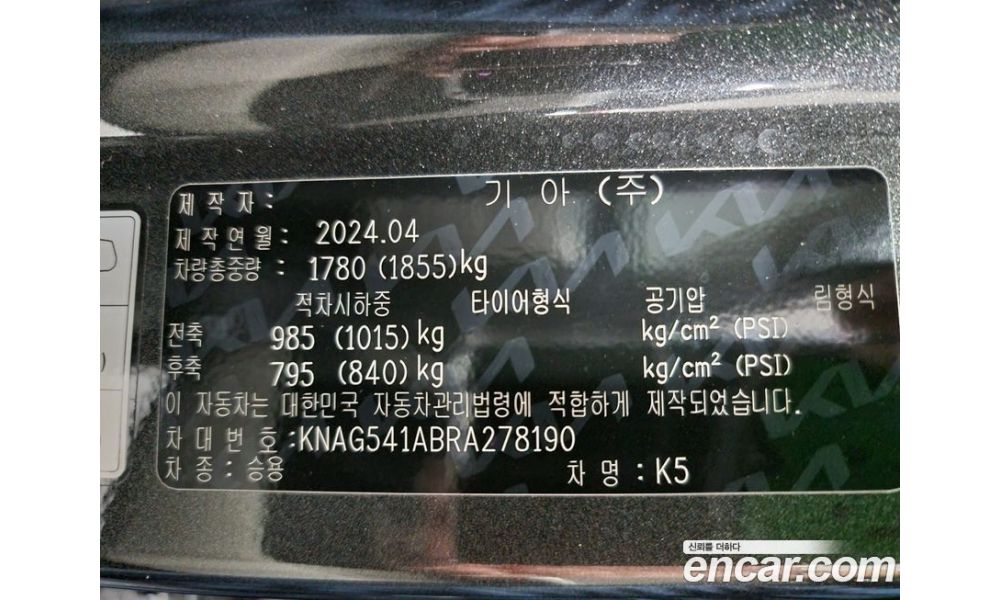 제작자: 기아(주)
제작연월: 2024.04
차량총중량: 1780 (1855)kg
적차시하중 타이어형식 공기압 림형식
전축 985 (1015) kg kg/cm² (PSI)
후축 795 (840) kg kg/cm² (PSI)
이 자동차는 대한민국 자동차관리법령에 적합하게 제작되었습니다.
차대번호:KNAG541ABRA278190
차종: 승용 차명: K5
신뢰를 더하다
encar.com